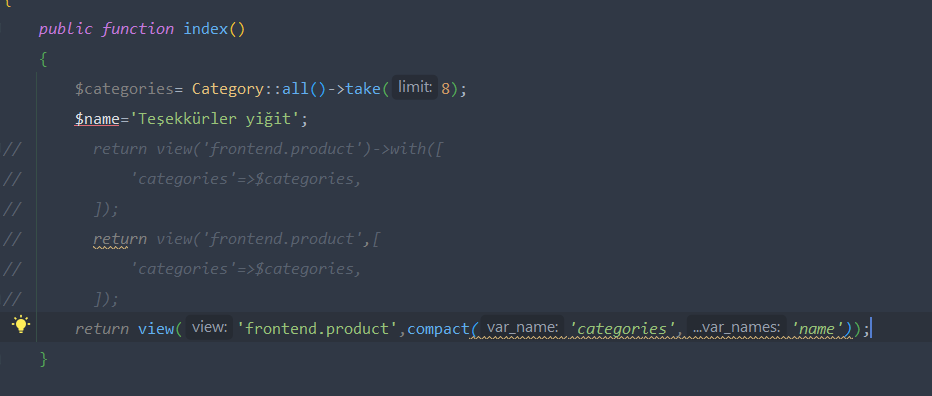 {
public function index()
{
$categories= Category::all()->take( limit: 8);
$name='Teşekkürler yiğit';
// return view('frontend.product')->with([
// 'categories'=>$categories,
// ]);
// return view('frontend.product',[
// 'categories'=>$categories,
// ]);
return view( view: 'frontend.product',compact( var_name: 'categories', ...var_names: 'name'));
}